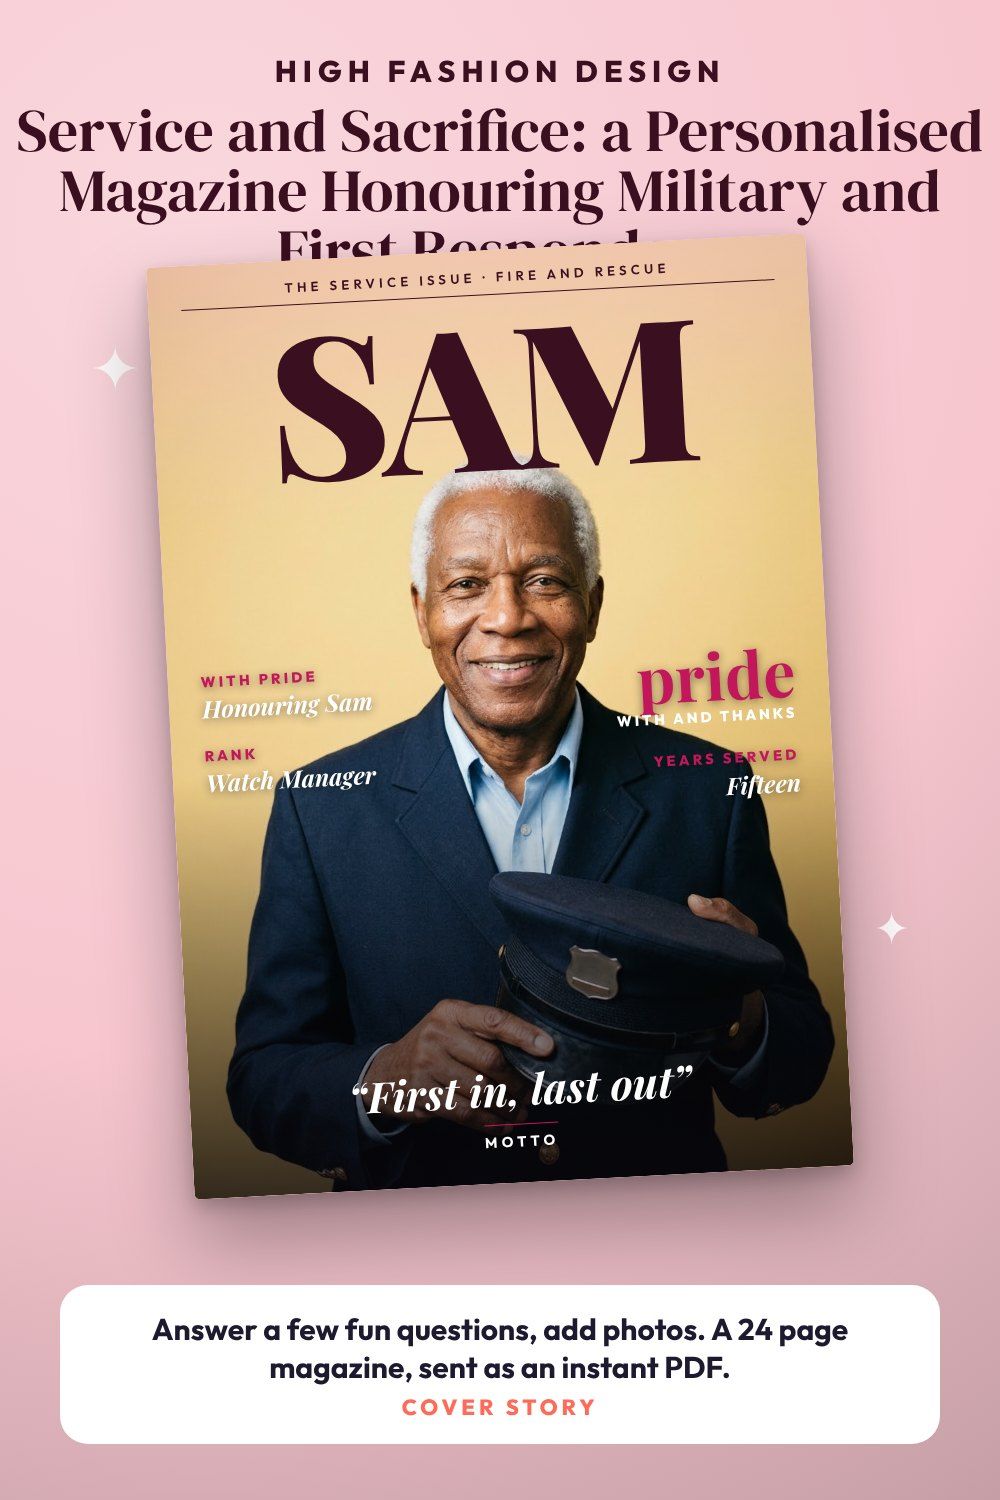 HIGH FASHION DESIGN
Service and Sacrifice: a Personalised
Magazine Honouring Military and
First
THE SERVICE ISSUE · FIRE AND RESCUE
SAM
WITH PRIDE
Honouring Sam
RANK
Watch Manager
pride
WITH AND THANKS
YEARS SERVED
Fifteen
“First in, last out”
MOTTO
Answer a few fun questions, add photos. A 24 page
magazine, sent as an instant PDF.
COVER STORY